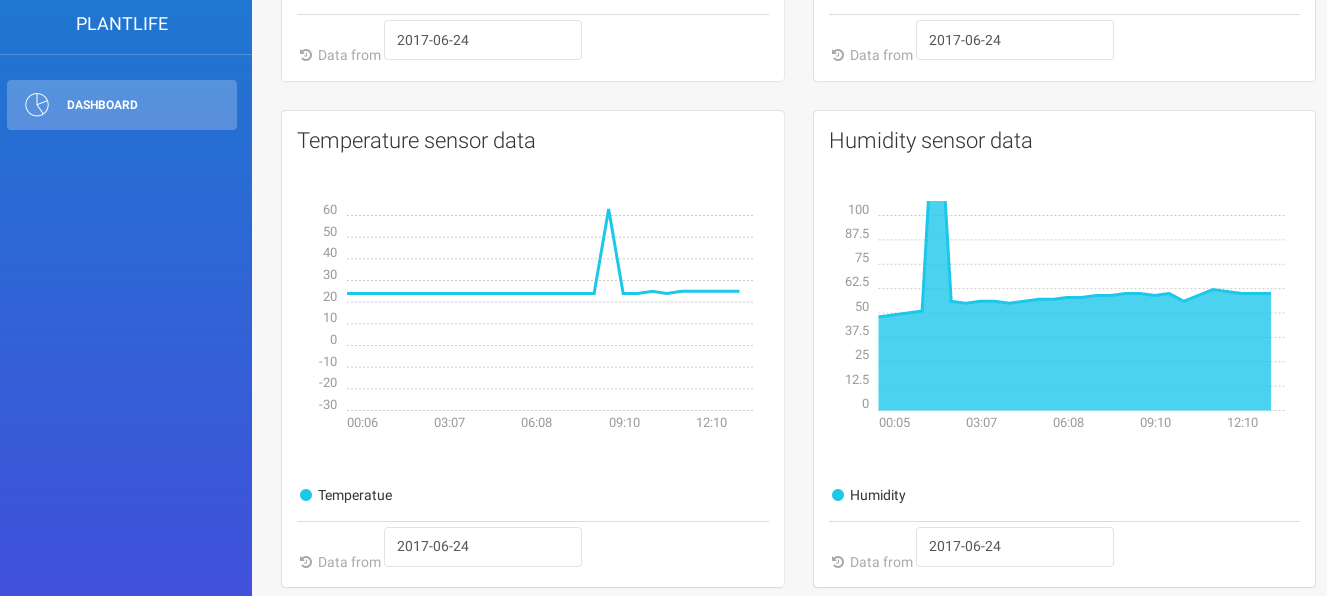 PLANTLIFE
DASHBOARD
Data from 2017-06-24
Data from 2017-06-24
Temperature sensor data
60
50
40
30
20
10
0
-10
-20
-30
00:06 03:07 06:08 09:10 12:10
Temperatue
Data from 2017-06-24
Humidity sensor data
100
87.5
75
62.5
50
37.5
25
12.5
0
00:05 03:07 06:08 09:10 12:10
Humidity
Data from 2017-06-24